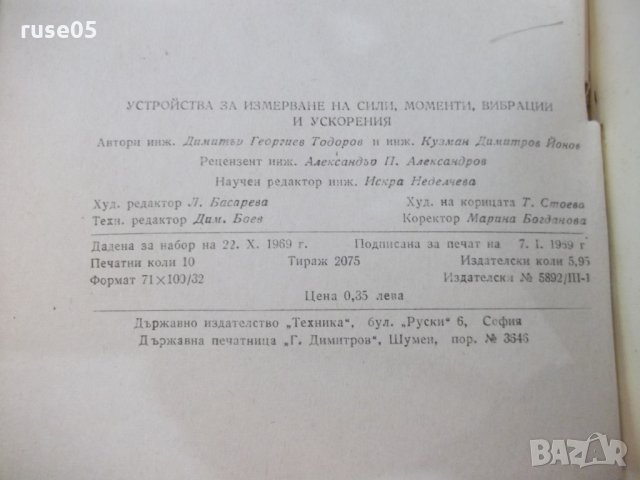 ruse05
УСТРОЙСТВА ЗА ИЗМЕРВАНЕ НА СИЛИ, МОМЕНТИ, ВИБРАЦИИ
И УСКОРЕНИЯ
Автори инж. Димитър Георгиев Тодоров и инж. Кузман Димитров Йонов
Рецензент инж. Александър П. Александров
Научен редактор инж. Искра Неделчева
Худ. редактор Л. Басарева Худ. на корицата Т. Стоева
Техн. редактор Дим. Баев Коректор Марина Богданова
Дадена за набор на 22. X. 1969 г. Подписана за печат на 7. I. 1969 г
Печатни коли 10 Тираж 2075 Издателски коли 5,95
Формат 71×100/32 Издателски № 5892/III-1
Цена 0,35 лева
Държавно издателство „Техника“, бул. „Руски“ 6, София
Държавна печатница „Г. Димитров“, Шумен, пор. № 3646
BAZAR